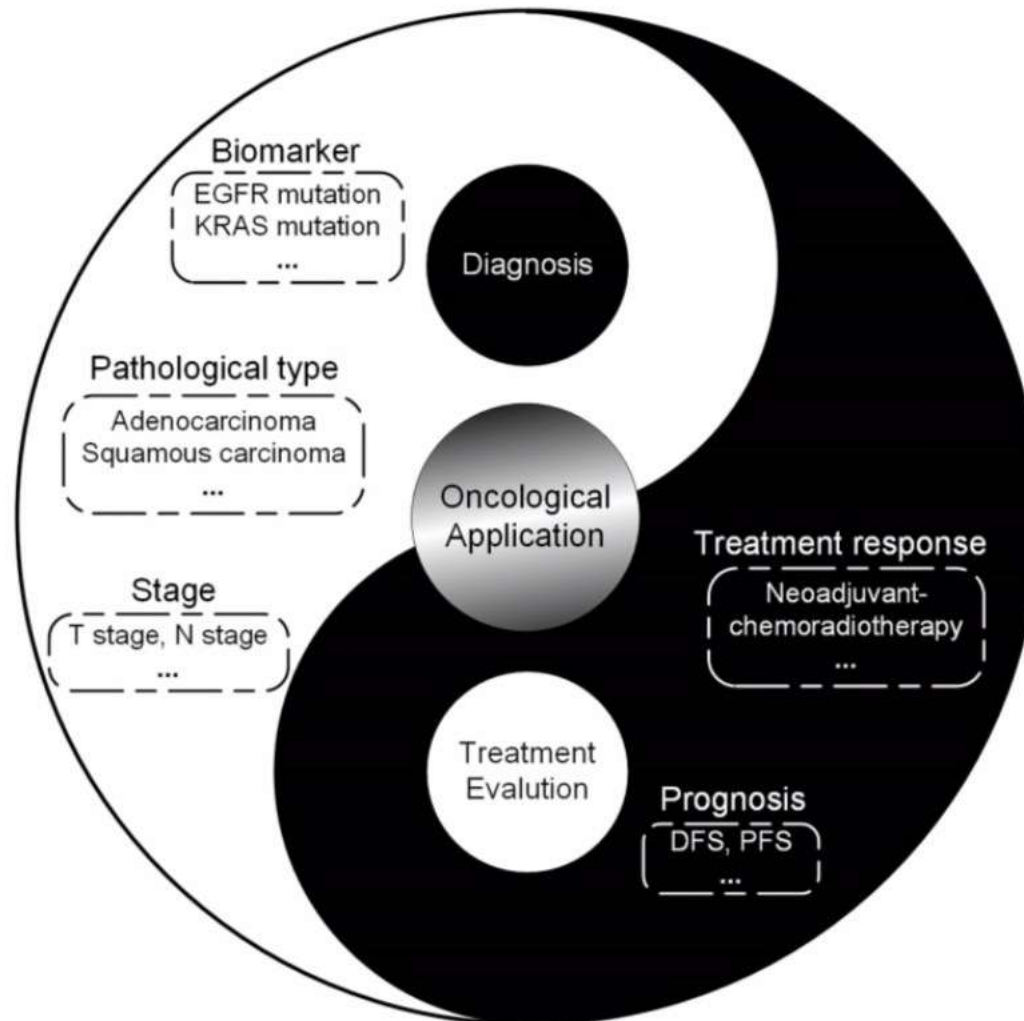 Biomarker
EGFR mutation
KRAS mutation
...
Diagnosis
Pathological type
Adenocarcinoma
Squamous carcinoma
...
Oncological
Application
Stage
T stage, N stage
...
Treatment response
Neoadjuvant-
chemoradiotherapy
...
Treatment
Evalution
Prognosis
DFS, PFS
...